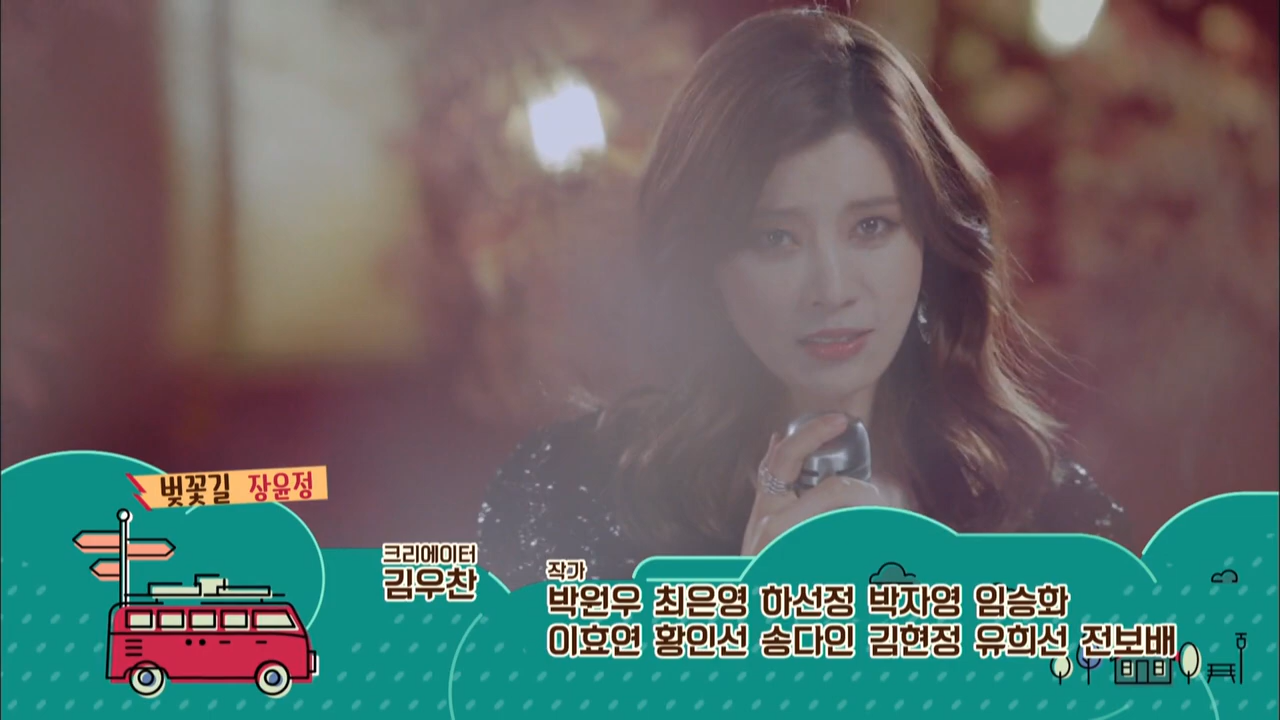 벚꽃길 장윤정
크리에이터
김우찬
작가
박원우 최은영 하선정 박자영 임승화
이효연 황인선 송다인 김현정 유희선 전보배